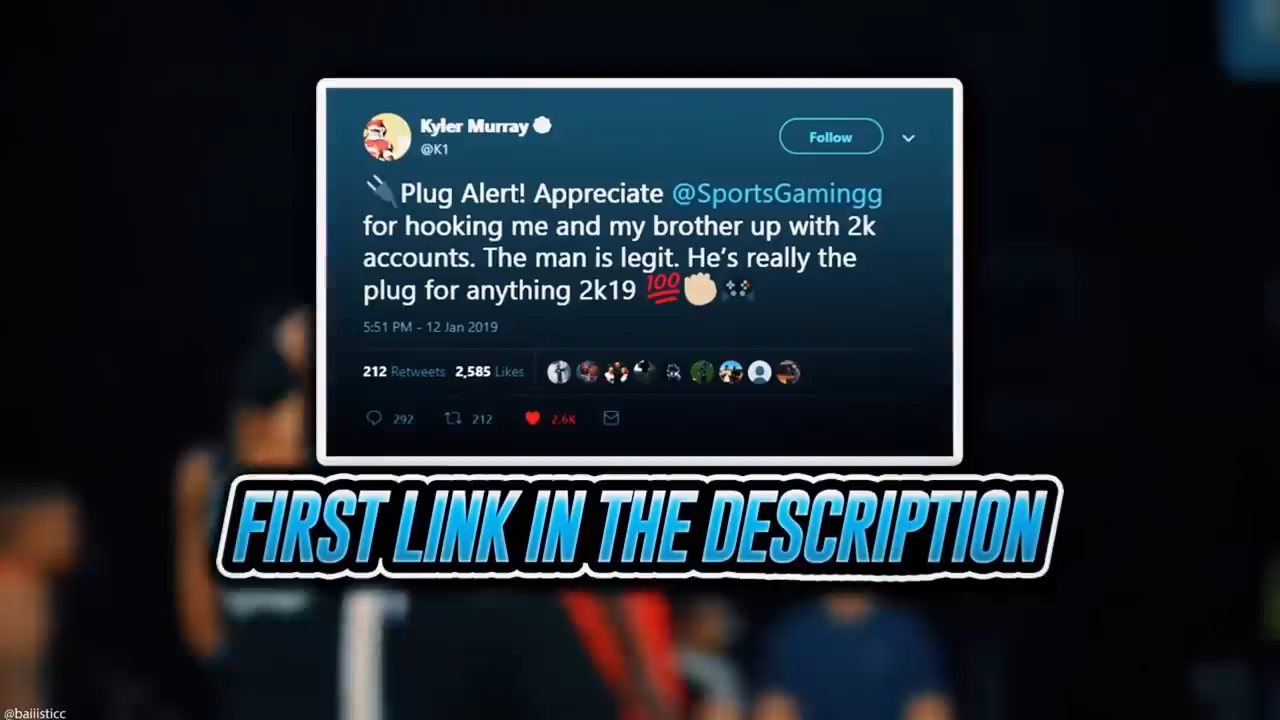 Kyler Murray
@K1
Follow
🔌Plug Alert! Appreciate @SportsGamingg
for hooking me and my brother up with 2k
accounts. The man is legit. He’s really the
plug for anything 2k19 💯✊🏼🎮
5:51 PM - 12 Jan 2019
212 Retweets 2,585 Likes
292 212 2.6K
FIRST LINK IN THE DESCRIPTION
@baiiisticc